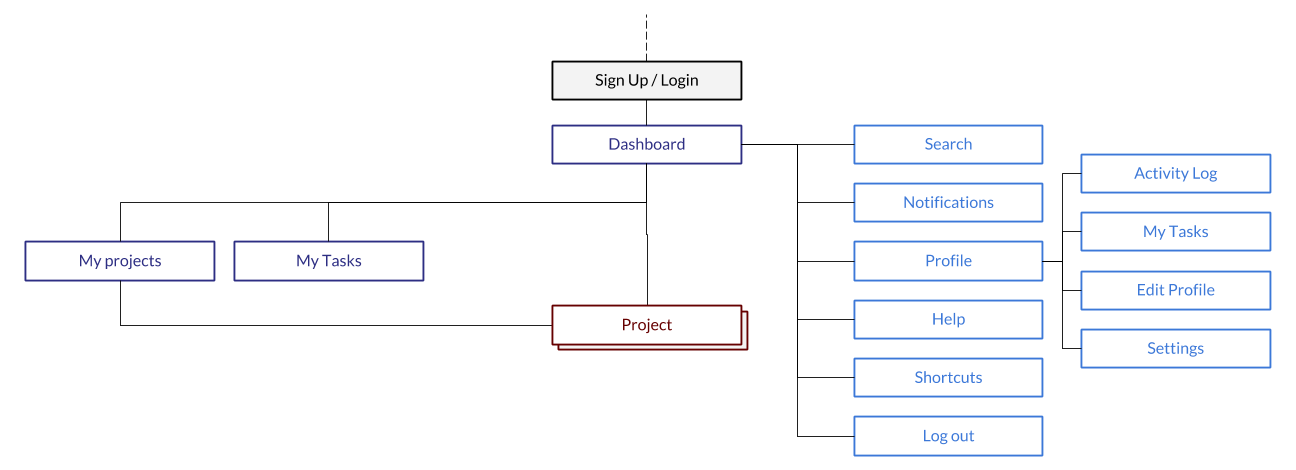 Sign Up / Login
Dashboard
My projects
My Tasks
Project
Search
Notifications
Profile
Help
Shortcuts
Log out
Activity Log
My Tasks
Edit Profile
Settings